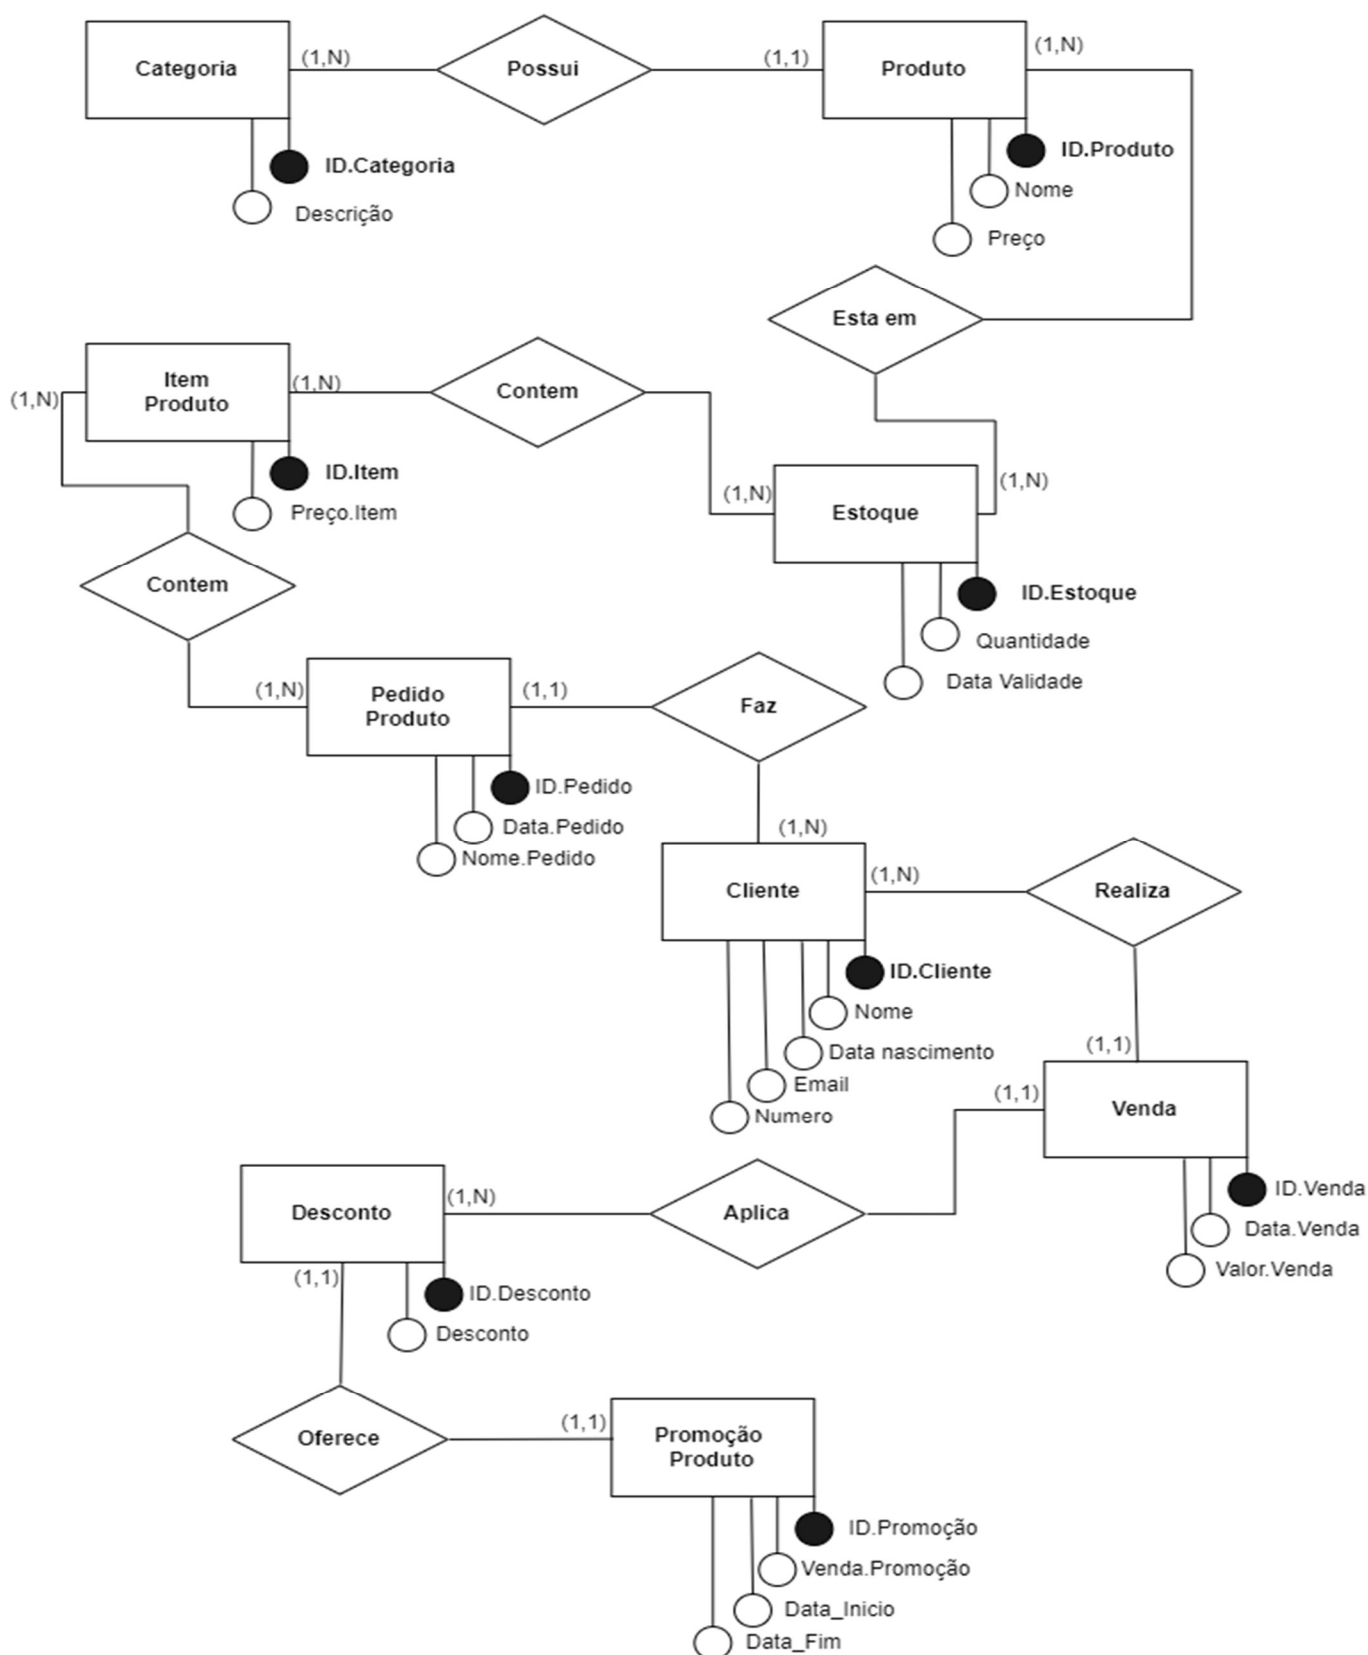 Categoria
(1,N)
Possui
(1,1)
Produto
(1,N)
ID.Categoria
Descrição
ID.Produto
Nome
Preço
Esta em
(1,N)
Item
Produto
(1,N)
Contem
(1,N)
Estoque
(1,N)
ID.Item
Preço.Item
Contem
ID.Estoque
Quantidade
Data Validade
(1,N)
Pedido
Produto
(1,1)
Faz
ID.Pedido
Data.Pedido
Nome.Pedido
(1,N)
Cliente
(1,N)
Realiza
ID.Cliente
Nome
Data nascimento
Email
Numero
(1,1)
(1,1)
Venda
ID.Venda
Data.Venda
Valor.Venda
Desconto
(1,N)
Aplica
(1,1)
ID.Desconto
Desconto
Oferece
(1,1)
Promoção
Produto
ID.Promoção
Venda.Promoção
Data_Inicio
Data_Fim